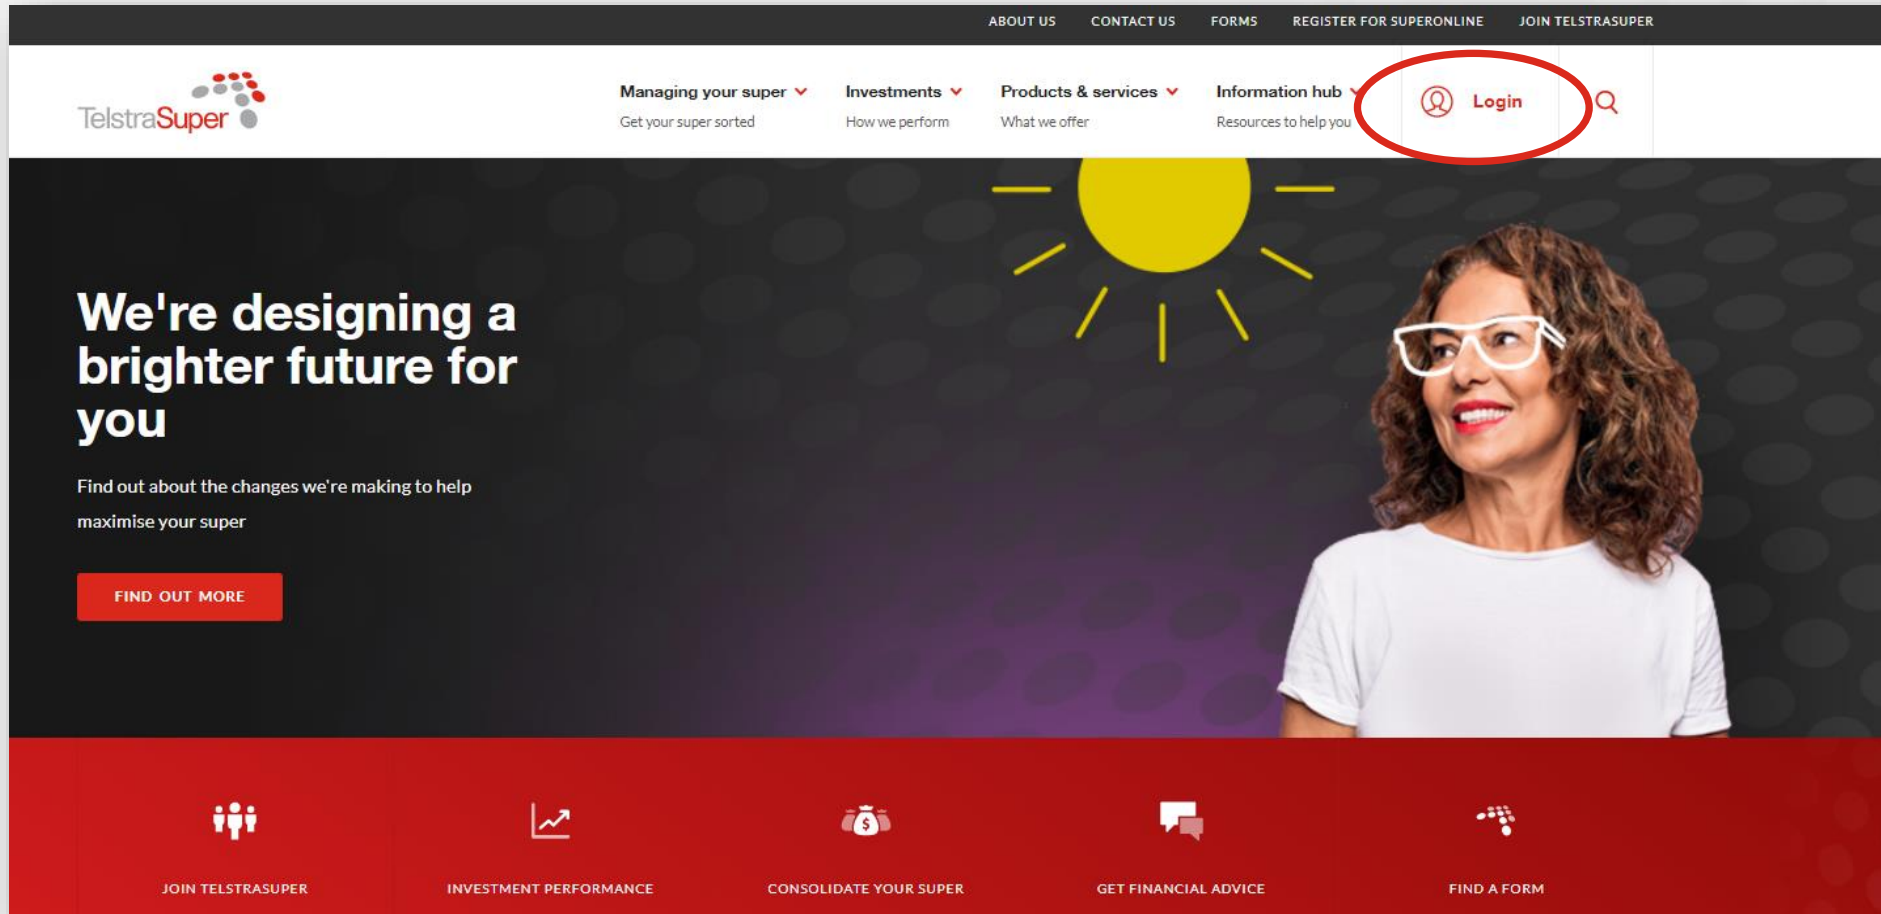 ABOUT US CONTACT US FORMS REGISTER FOR SUPERONLINE JOIN TELSTRASUPER
TelstraSuper
Managing your super Investments Products & services Information hub Login
Get your super sorted How we perform What we offer Resources to help you
We're designing a
brighter future for
you
Find out about the changes we're making to help
maximise your super
FIND OUT MORE
$
JOIN TELSTRASUPER INVESTMENT PERFORMANCE CONSOLIDATE YOUR SUPER GET FINANCIAL ADVICE FIND A FORM